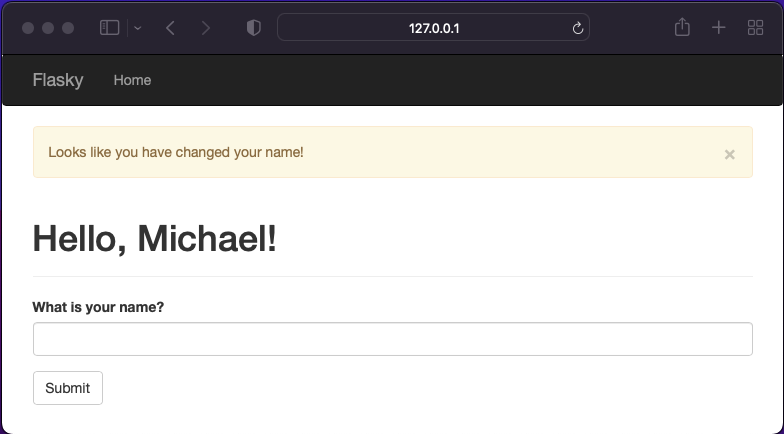 127.0.0.1
Flasky Home
Looks like you have changed your name! ×
Hello, Michael!
What is your name?
Submit